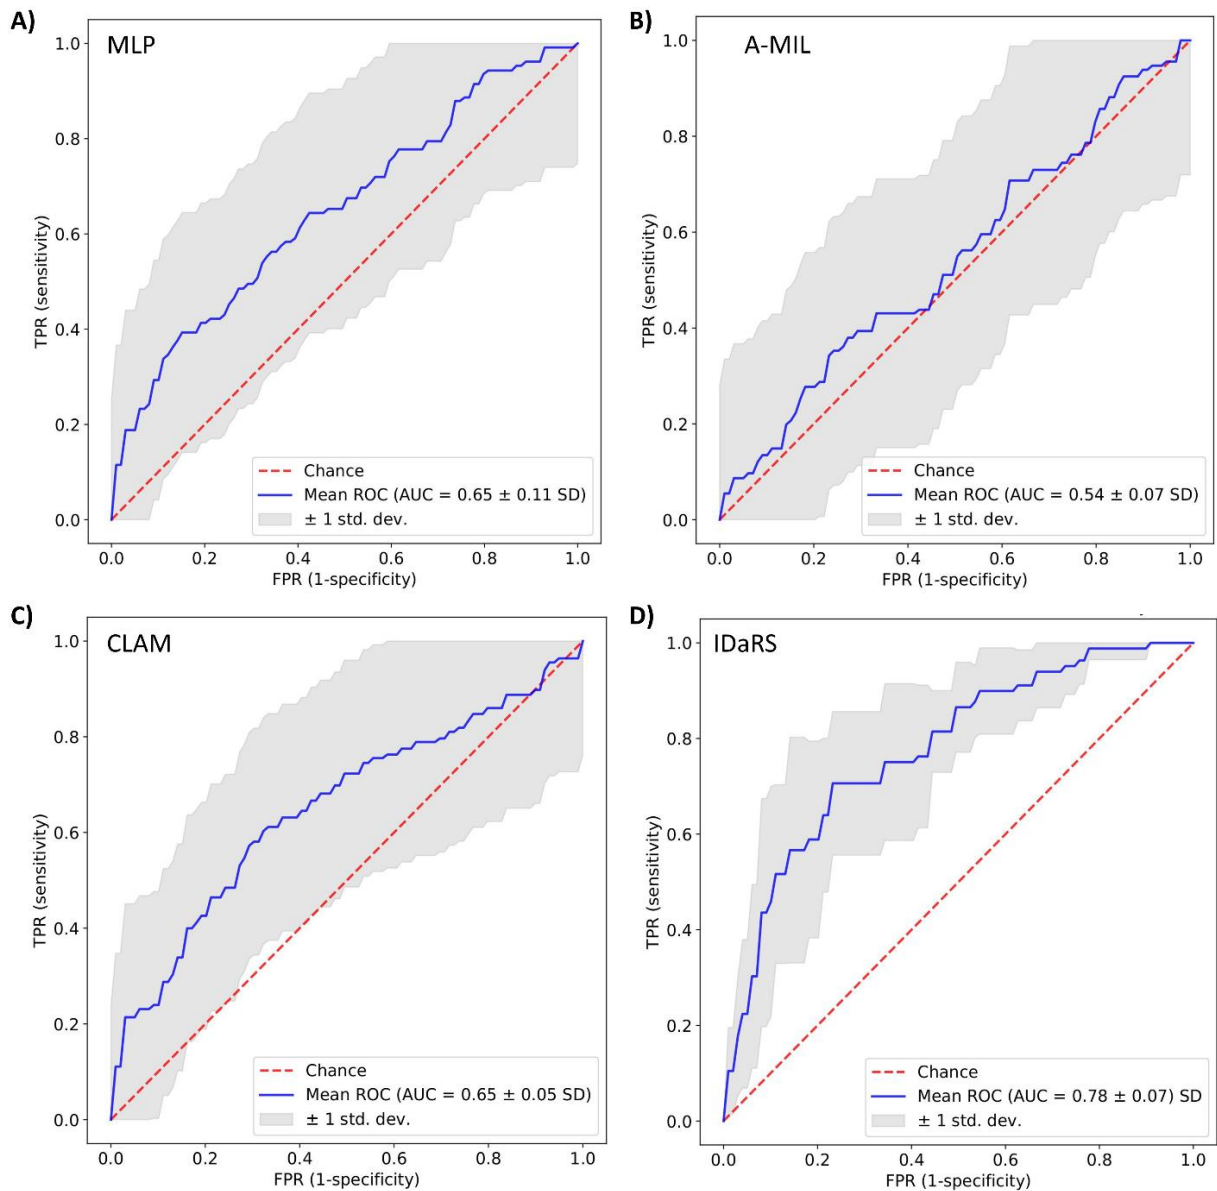 A)
MLP
1.0
0.8
0.6
0.4
0.2
0.0
TPR (sensitivity)
Chance
Mean ROC (AUC = 0.65 ± 0.11 SD)
± 1 std. dev.
0.0 0.2 0.4 0.6 0.8 1.0
FPR (1-specificity)
B)
A-MIL
1.0
0.8
0.6
0.4
0.2
0.0
TPR (sensitivity)
Chance
Mean ROC (AUC = 0.54 ± 0.07 SD)
± 1 std. dev.
0.0 0.2 0.4 0.6 0.8 1.0
FPR (1-specificity)
C)
CLAM
1.0
0.8
0.6
0.4
0.2
0.0
TPR (sensitivity)
Chance
Mean ROC (AUC = 0.65 ± 0.05 SD)
± 1 std. dev.
0.0 0.2 0.4 0.6 0.8 1.0
FPR (1-specificity)
D)
IDaRS
1.0
0.8
0.6
0.4
0.2
0.0
TPR (sensitivity)
Chance
Mean ROC (AUC = 0.78 ± 0.07) SD
± 1 std. dev.
0.0 0.2 0.4 0.6 0.8 1.0
FPR (1-specificity)